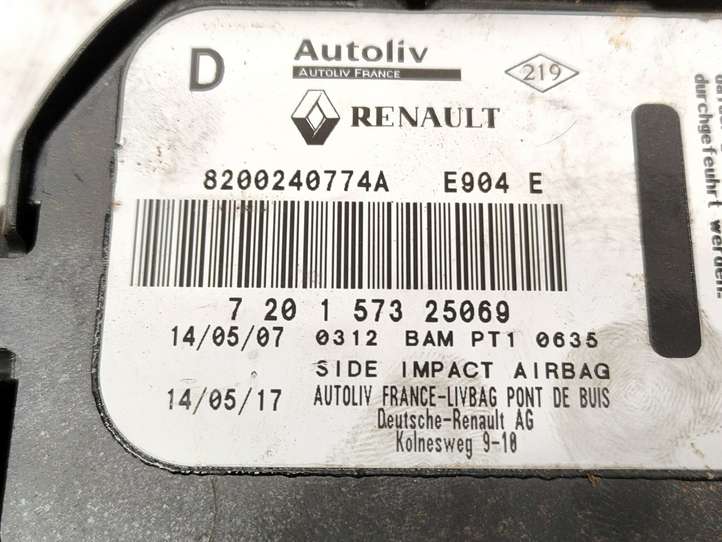 D
Autoliv
AUTOLIV FRANCE
219
RENAULT
8200240774A E904 E
7 20 1 573 25069
14/05/07 0312 BAM PT1 0635
SIDE IMPACT AIRBAG
14/05/17 AUTOLIV FRANCE-LIVBAG PONT DE BUIS
Deutsche-Renault AG
Kolnesweg 9-10
durchgefeuhrt werden.